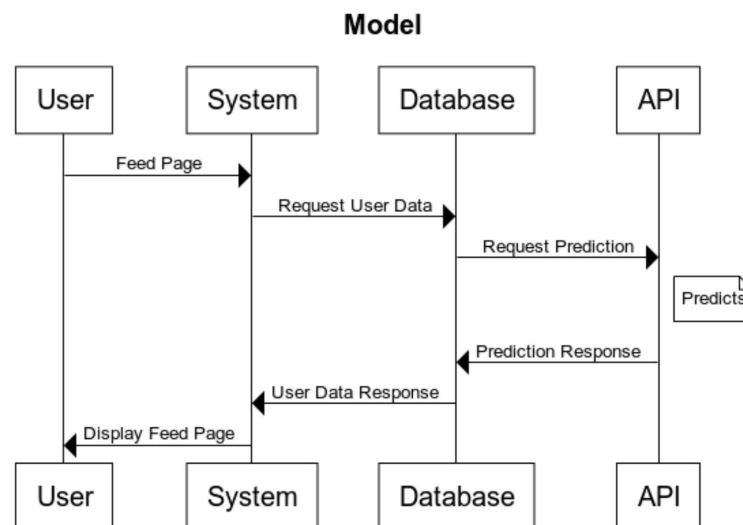 Model
User
System
Database
API
Feed Page
Request User Data
Request Prediction
Predicts
Prediction Response
User Data Response
Display Feed Page
User
System
Database
API